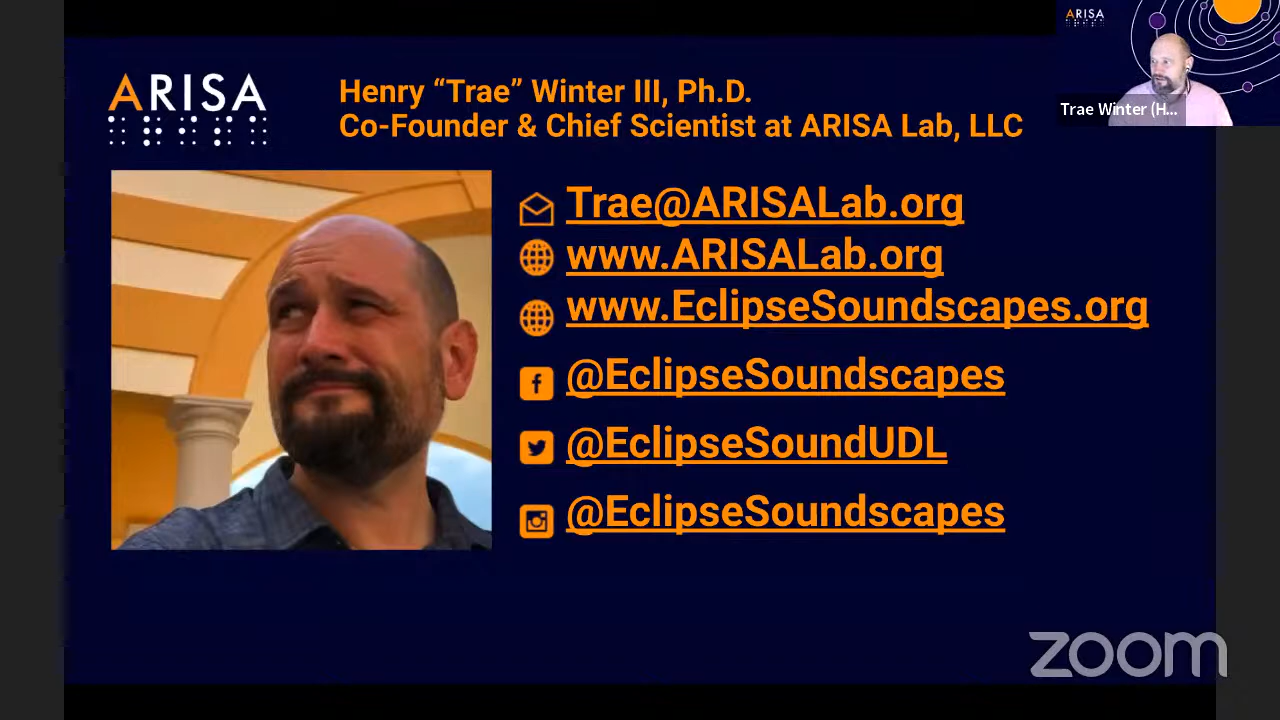 ARISA
Henry “Trae” Winter III, Ph.D.
Co-Founder & Chief Scientist at ARISA Lab, LLC
ARISA
Trae Winter (H...
Trae@ARISALab.org
www.ARISALab.org
www.EclipseSoundscapes.org
@EclipseSoundscapes
@EclipseSoundUDL
@EclipseSoundscapes
zoom